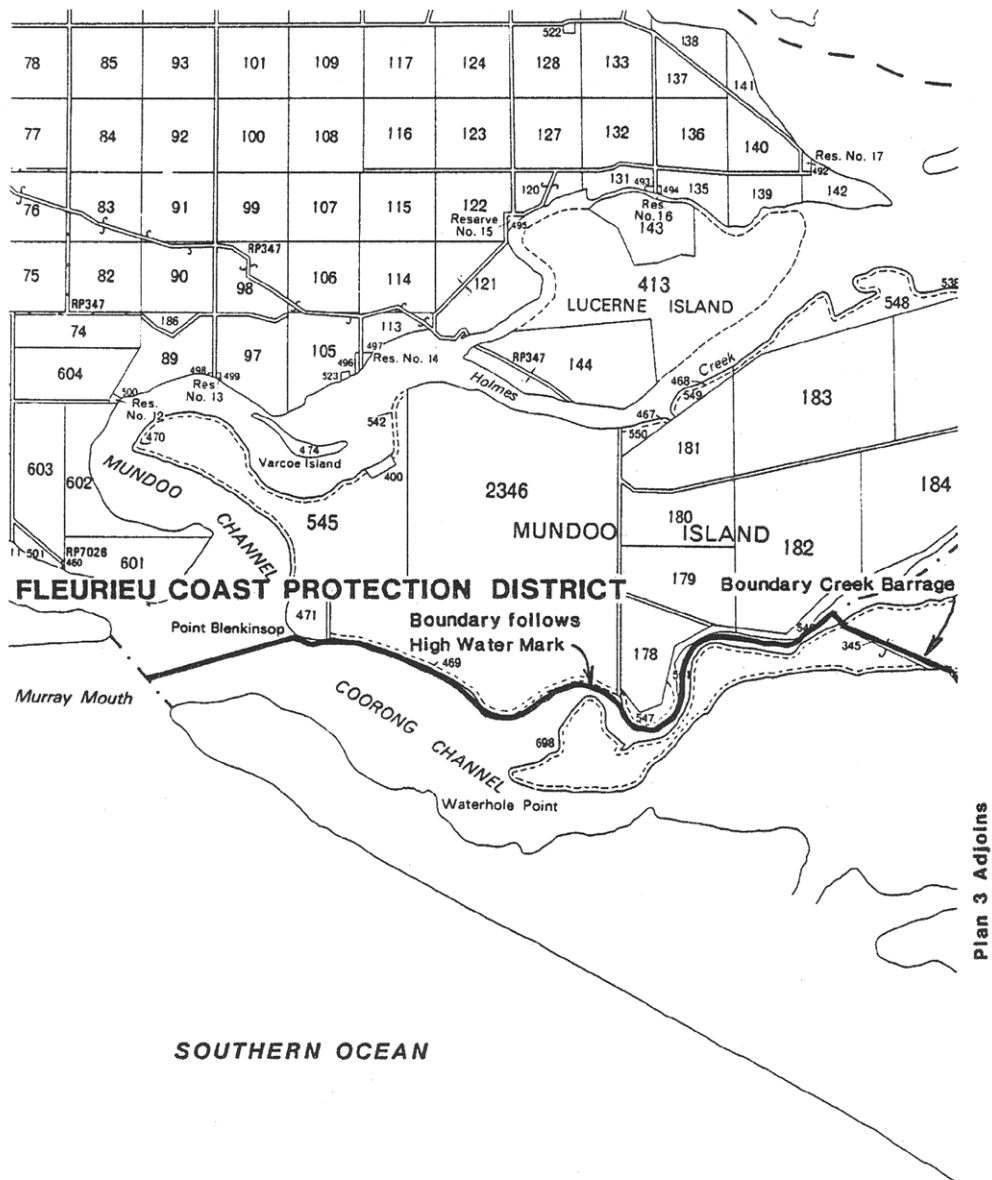 522
138
78 85 93 101 109 117 124 128 133
137
141
77 84 92 100 108 116 123 127 132 136
140
Res. No. 17
492
131 493 494 135 139 142
120
76 83 91 99 107 115 122
Reserve
No. 15
495
Res.
No. 16
143
RP347
75 82 90 98 106 114 121
413
LUCERNE ISLAND
548
538
RP347
186
113
74
89 97 105
497
496
Res. No. 14
RP347
144
604
498 499
Res.
No. 13
523
Holmes
Creek
468
549
183
500
Res.
No. 12
542
467
550
470
474
Varcoe Island
181
400
603
602
MUNDOO
CHANNEL
545
2346
184
180
MUNDOO ISLAND
182
11 501
RP7026
460
601
179
FLEURIEU COAST PROTECTION DISTRICT
Boundary Creek Barrage
471
Point Blenkinsop
Boundary follows
High Water Mark
178
345
469
Murray Mouth
547
COORONG CHANNEL
698
Waterhole Point
Plan 3 Adjoins
SOUTHERN OCEAN